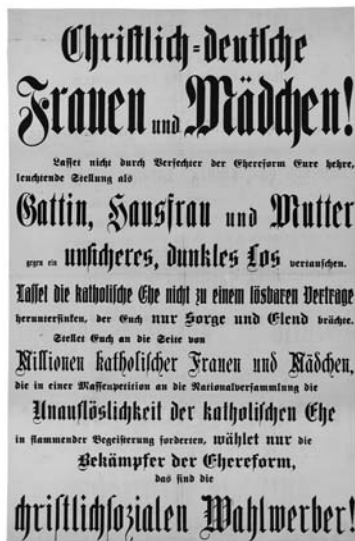 Christlich=deutsche
Frauen und Mädchen!
Lasset nicht durch Verfechter der Ehereform Eure hehre,
leuchtende Stellung als
Gattin, Hausfrau und Mutter
gegen ein unsicheres, dunkles Los vertauschen.
Lasset die katholische Ehe nicht zu einem lösbaren Vertrage
heruntersinken, der Euch nur Sorge und Elend brächte.
Stellet Euch an die Seite von
Millionen katholischer Frauen und Mädchen,
die in einer Massenpetition an die Nationalversammlung die
Unauflöslichkeit der katholischen Ehe
in flammender Begeisterung forderten, wählet nur die
Bekämpfer der Ehereform,
das sind die
christlichsozialen Wahlwerber!